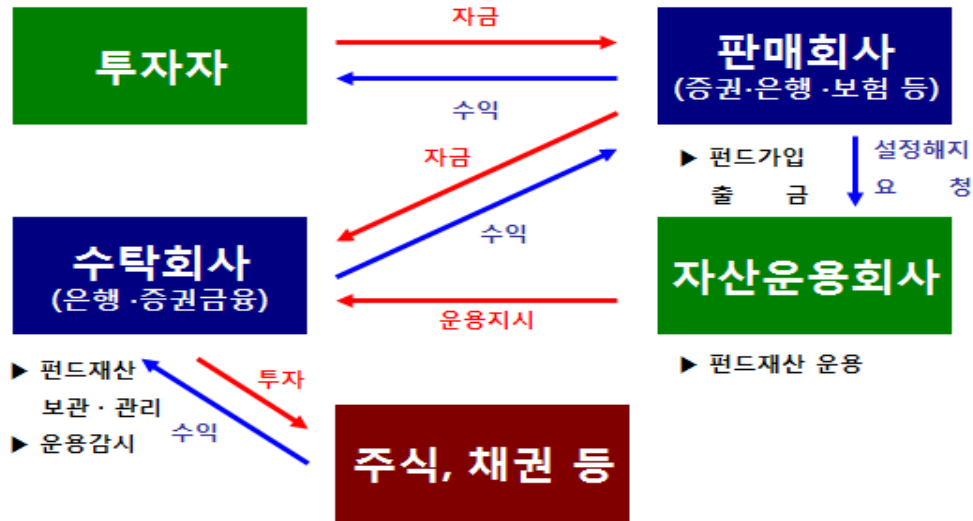 자금
투자자
판매회사
(증권·은행 ·보험 등)
수익
자금
▶ 펀드가입
출 금
설정해지
요 청
수익
수탁회사
(은행 ·증권금융)
자산운용회사
운용지시
▶ 펀드재산
보관 · 관리
▶ 운용감시
투자
수익
▶ 펀드재산 운용
주식, 채권 등